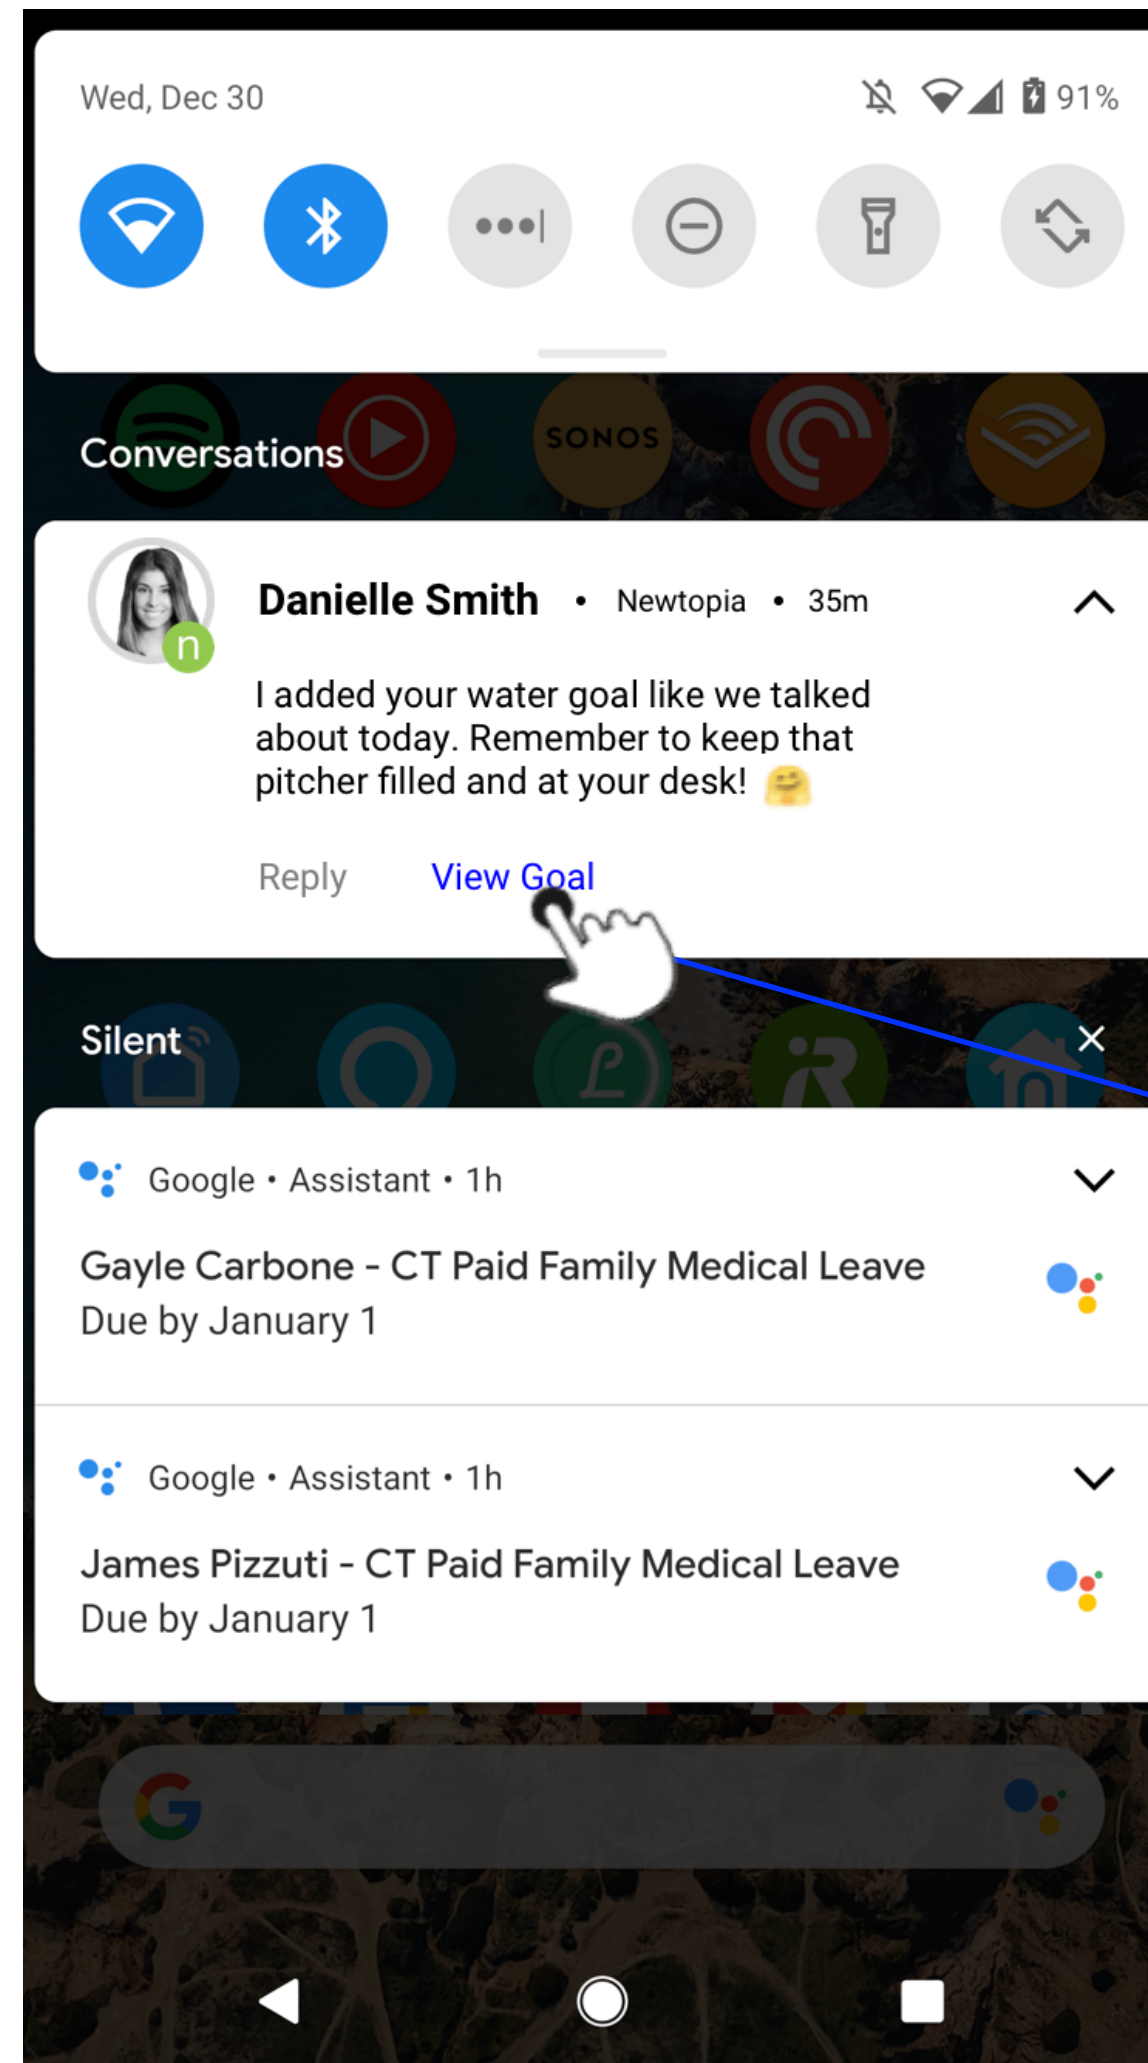 Wed, Dec 30
91%
SONOS
Conversations
Danielle Smith • Newtopia • 35m
n
I added your water goal like we talked
about today. Remember to keep that
pitcher filled and at your desk! 🤗
Reply View Goal
Silent
Google • Assistant • 1h
Gayle Carbone - CT Paid Family Medical Leave
Due by January 1
Google • Assistant • 1h
James Pizzuti - CT Paid Family Medical Leave
Due by January 1
G